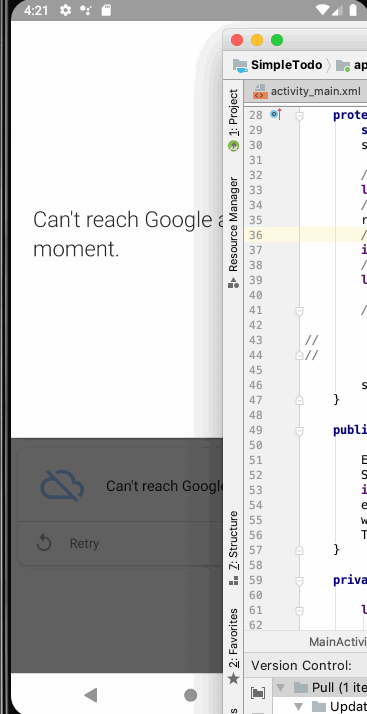 4:21
Can't reach Google a
moment.
Can't reach Google
Retry
SimpleTodo
ap
activity_main.xml
1: Project
Resource Manager
7: Structure
2: Favorites
28 prote
29 s
30 s
31
32 /
33 l
34 /
35 r
36 /
37 i
38 /
39 l
40
41 /
42
43 //
44 //
45
46 s
47 }
48
49 publi
50
51 E
52 S
53 i
54 e
55 w
56 T
57 }
58
59 priva
60
61 l
62
MainActivi
Version Control:
Pull (1 ite
Updat